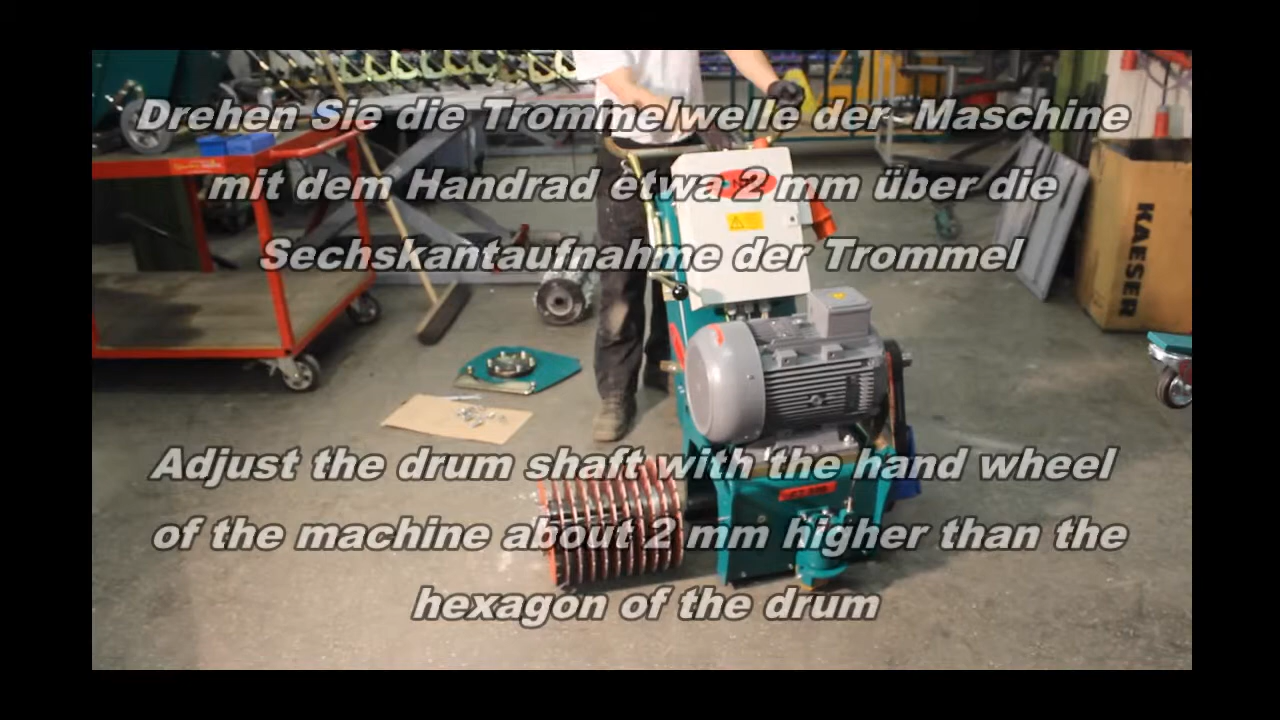 Drehen Sie die Trommelwelle der Maschine
mit dem Handrad etwa 2 mm über die
Sechskantaufnahme der Trommel
KAESER
Adjust the drum shaft with the hand wheel
of the machine about 2 mm higher than the
hexagon of the drum